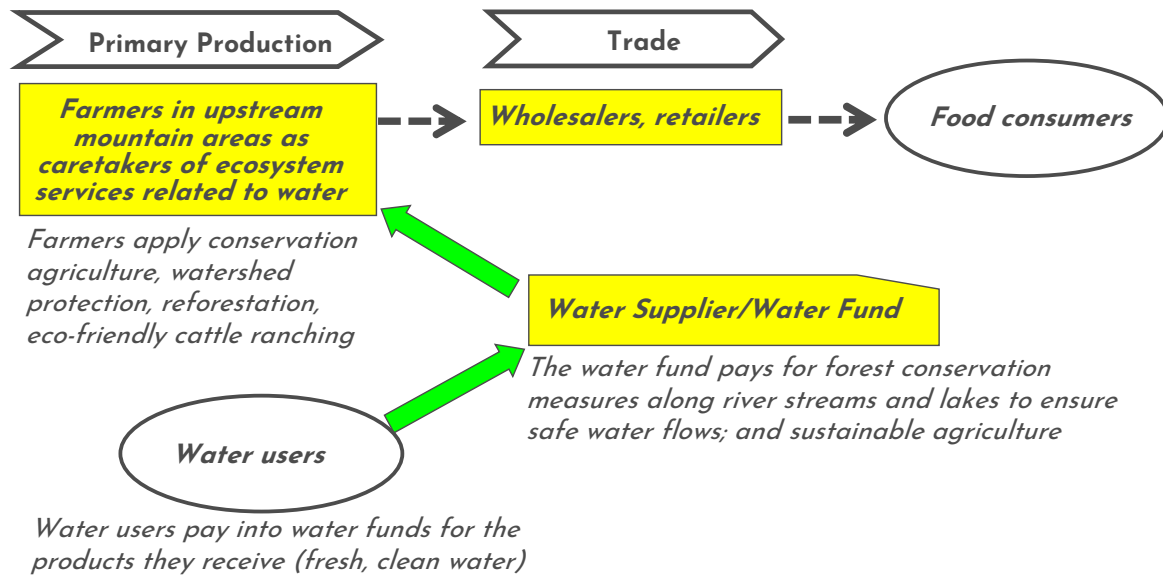 Primary Production
Trade
Farmers in upstream
mountain areas as
caretakers of ecosystem
services related to water
Wholesalers, retailers
Food consumers
Farmers apply conservation
agriculture, watershed
protection, reforestation,
eco-friendly cattle ranching
Water Supplier/Water Fund
The water fund pays for forest conservation
measures along river streams and lakes to ensure
safe water flows; and sustainable agriculture
Water users
Water users pay into water funds for the
products they receive (fresh, clean water)